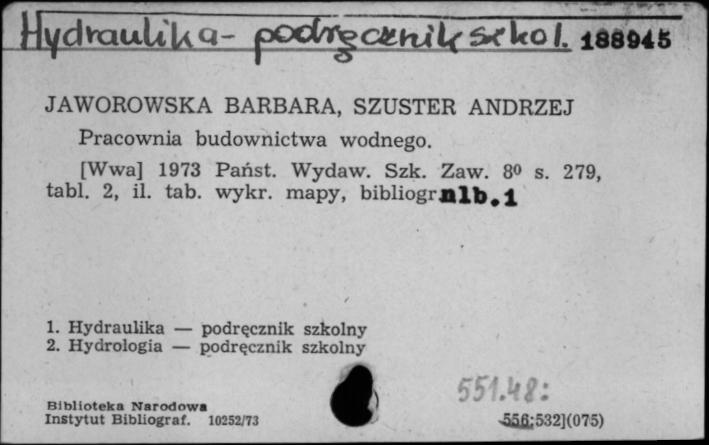 Hydraulika - podręcznik szkol. 188945
JAWOROWSKA BARBARA, SZUSTER ANDRZEJ
Pracownia budownictwa wodnego.
[Wwa] 1973 Państ. Wydaw. Szk. Zaw. 8⁰ s. 279,
tabl. 2, il. tab. wykr. mapy, bibliogr. nlb. 1
1. Hydraulika — podręcznik szkolny
2. Hydrologia — podręcznik szkolny
551.48:
Biblioteka Narodowa
Instytut Bibliograf. 10252/73 556:532](075)